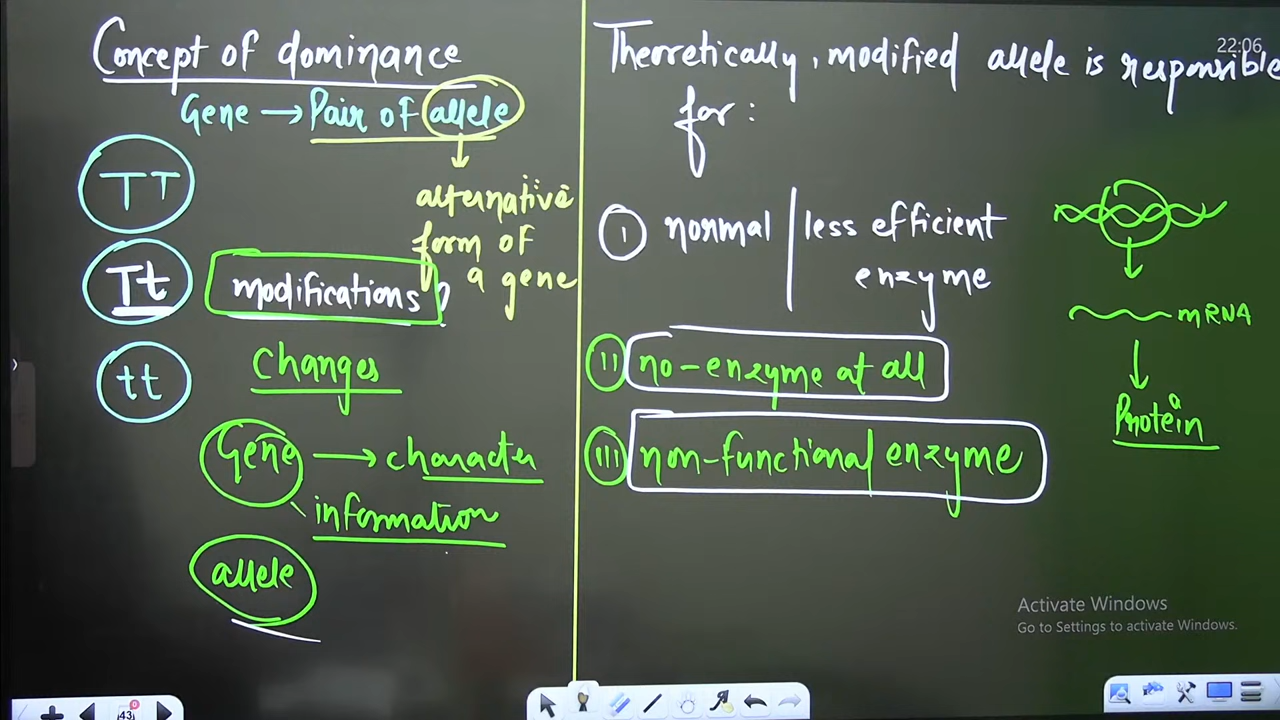 Concept of dominance
Gene → Pair of allele
alternative
form of
a gene
TT
Tt
tt
modifications
Changes
Gene → character
information
allele
22:06
Theoretically, modified allele is responsible
for:
I normal | less efficient
enzyme
II no-enzyme at all
III non-functional enzyme
mRNA
Protein
Activate Windows
Go to Settings to activate Windows.
43
0